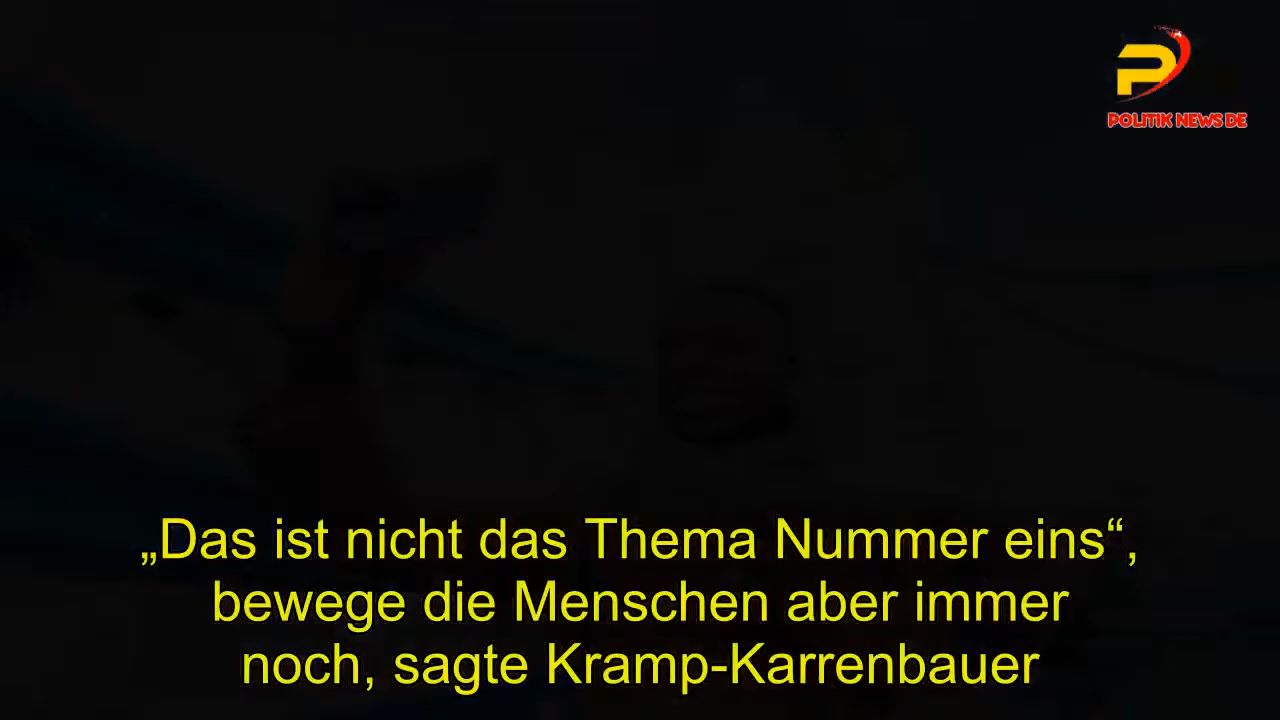 POLITIK NEWS DE
„Das ist nicht das Thema Nummer eins“,
bewege die Menschen aber immer
noch, sagte Kramp-Karrenbauer